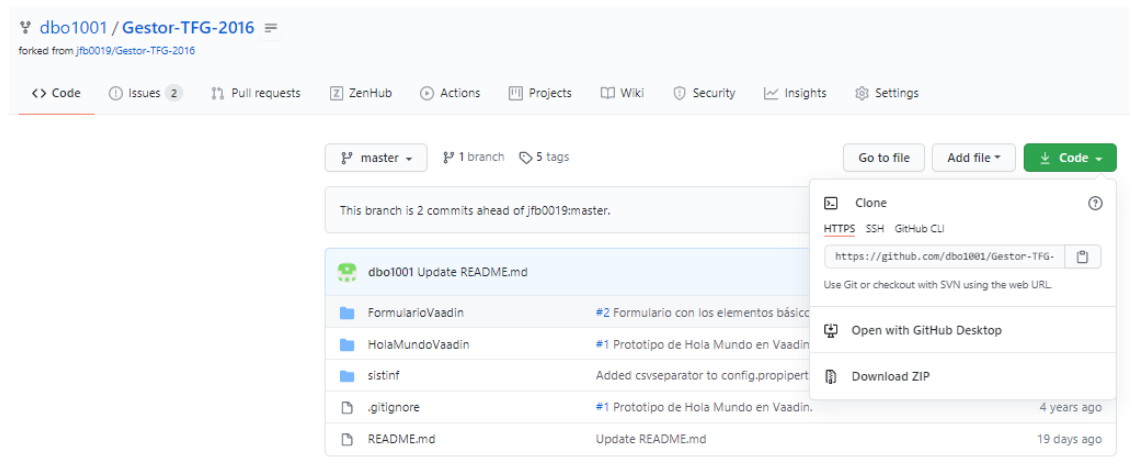 dbo1001 / Gestor-TFG-2016
forked from jfb0019/Gestor-TFG-2016
Code Issues 2 Pull requests ZenHub Actions Projects Wiki Security Insights Settings
master 1 branch 5 tags Go to file Add file Code
This branch is 2 commits ahead of jfb0019:master.
Clone
HTTPS SSH GitHub CLI
https://github.com/dbo1001/Gestor-TFG-
Use Git or checkout with SVN using the web URL.
Open with GitHub Desktop
Download ZIP
dbo1001 Update README.md
FormularioVaadin #2 Formulario con los elementos básico
HolaMundoVaadin #1 Prototipo de Hola Mundo en Vaadin
sistinf Added csvseparator to config.propipert
.gitignore #1 Prototipo de Hola Mundo en Vaadin. 4 years ago
README.md Update README.md 19 days ago